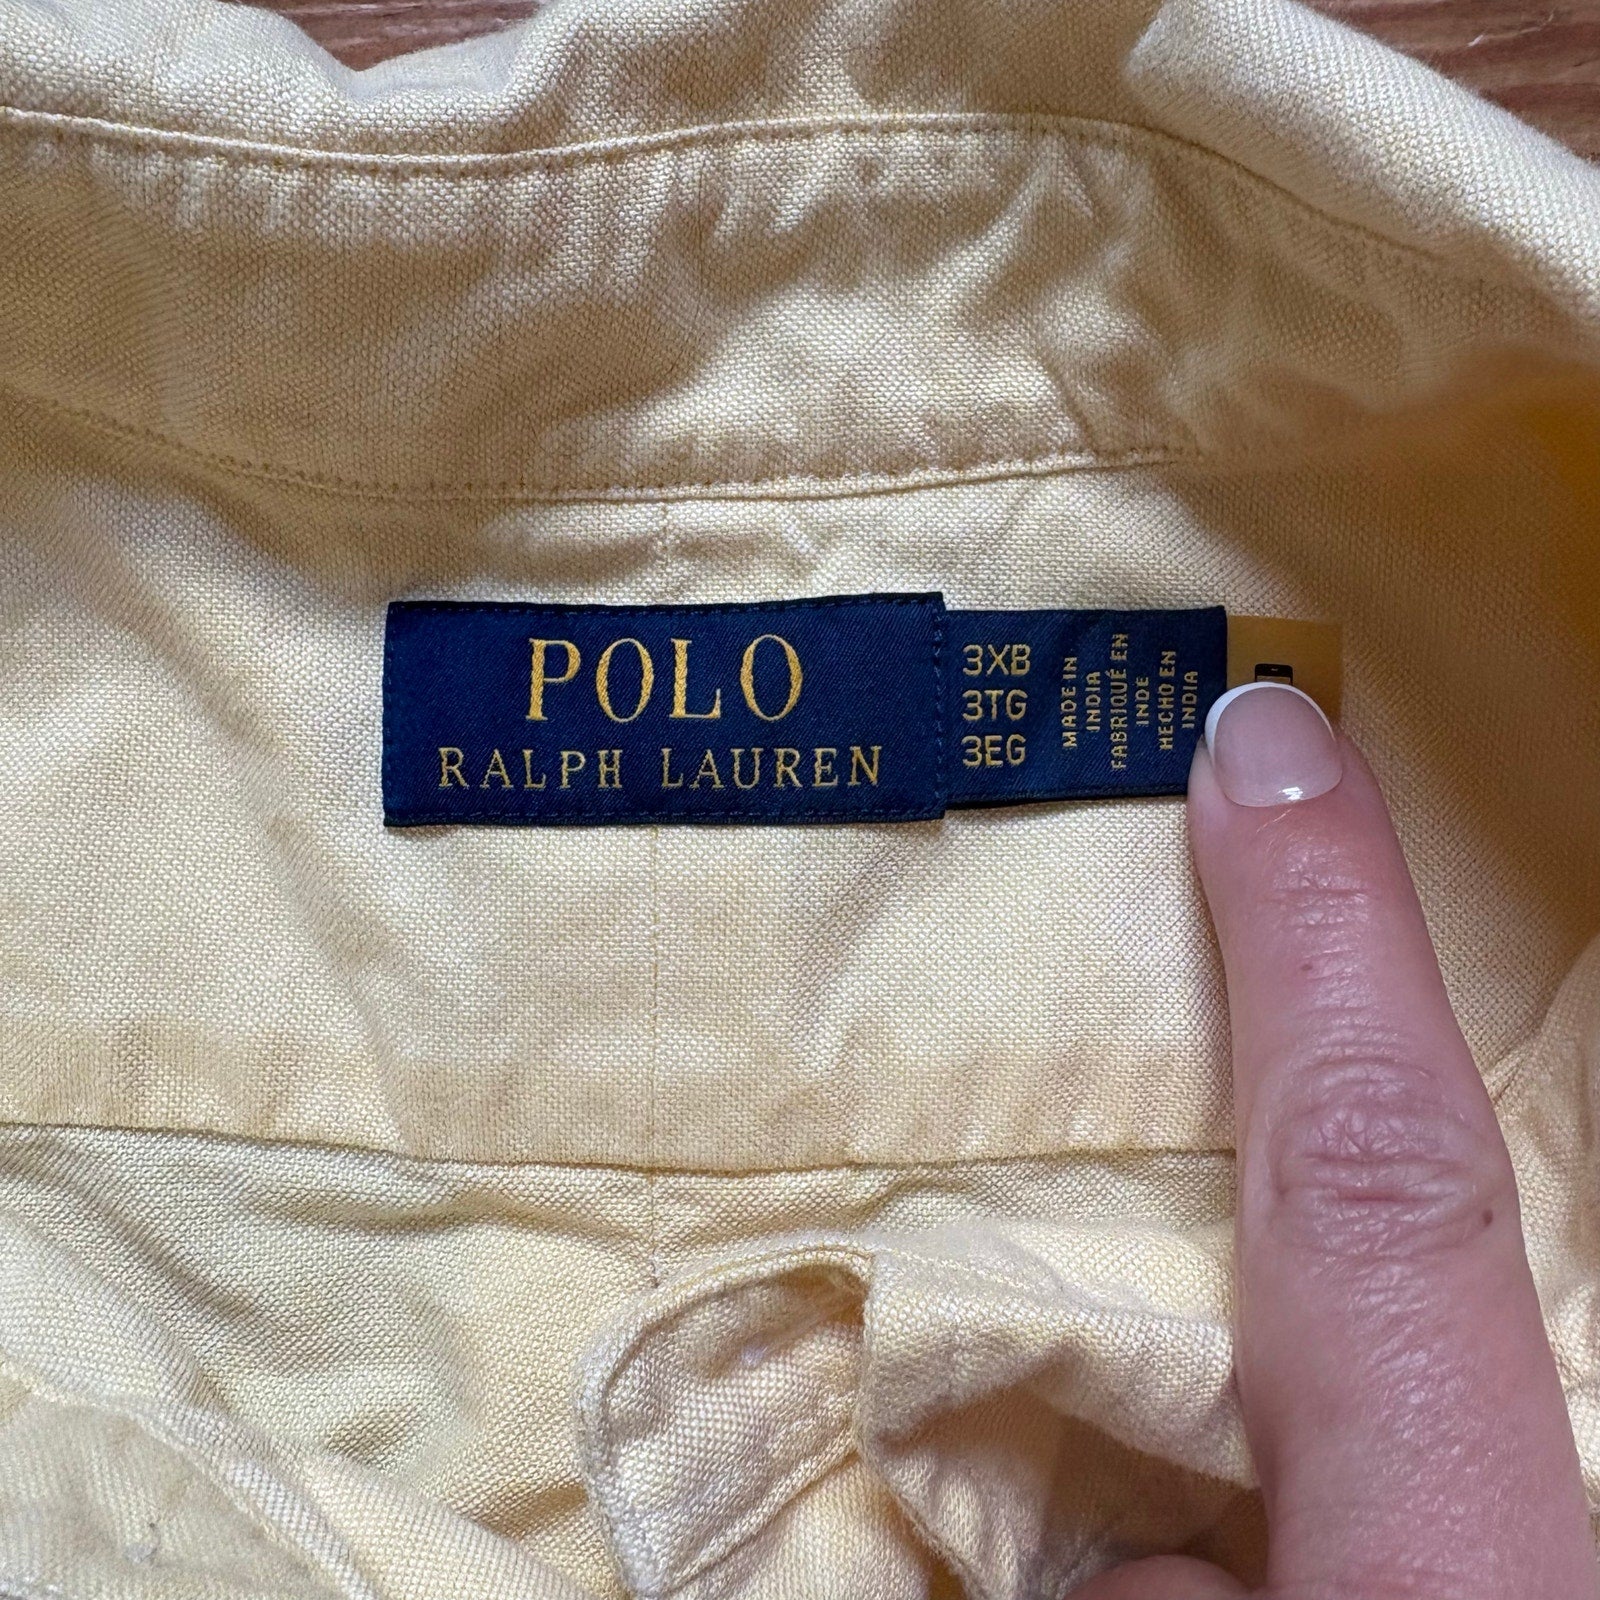 POLO
RALPH LAUREN
3XB
3TG
3EG
MADE IN
INDIA
FABRIQUÉ EN
INDE
HECHO EN
INDIA